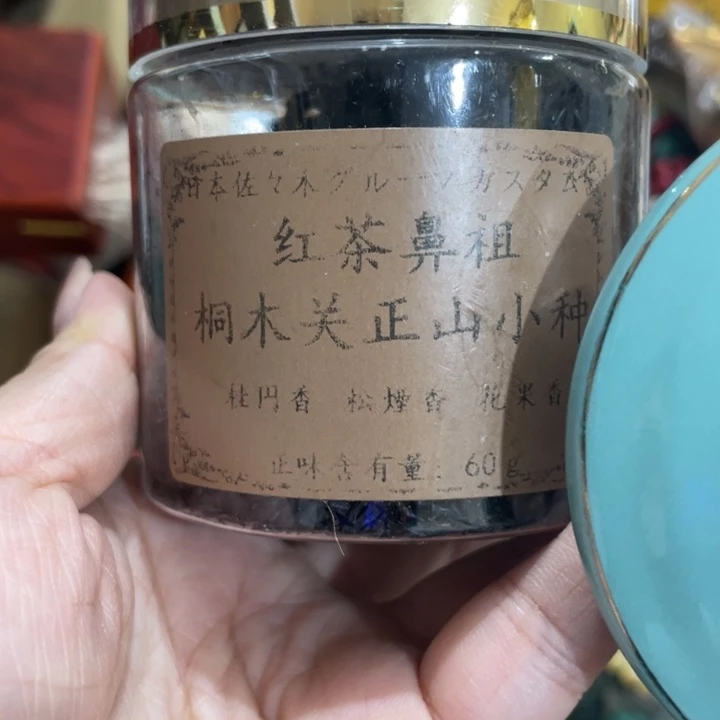 日本佐々木グループカスタム
红茶鼻祖
桐木关正山小种
桂円香 松煙香 花果香
正味含有量: 60g